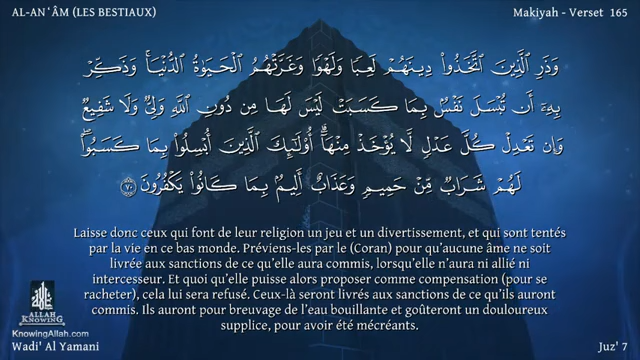 AL-AN'ÂM (LES BESTIAUX)
Makiyah - Verset 165
وَذَرِ ٱلَّذِينَ ٱتَّخَذُوا۟ دِينَهُمْ لَعِبًا وَلَهْوًا وَغَرَّتْهُمُ ٱلْحَيَوٰةُ ٱلدُّنْيَا ۚ وَذَكِّرْ
بِهِۦٓ أَن تُبْسَلَ نَفْسٌۢ بِمَا كَسَبَتْ لَيْسَ لَهَا مِن دُونِ ٱللَّهِ وَلِىٌّ وَلَا شَفِيعٌ
وَإِن تَعْدِلْ كُلَّ عَدْلٍ لَّا يُؤْخَذْ مِنْهَآ ۗ أُو۟لَـٰٓئِكَ ٱلَّذِينَ أُبْسِلُوا۟ بِمَا كَسَبُوا۟ ۖ
لَهُمْ شَرَابٌ مِّنْ حَمِيمٍ وَعَذَابٌ أَلِيمٌۢ بِمَا كَانُوا۟ يَكْفُرُونَ ٧٠
Laisse donc ceux qui font de leur religion un jeu et un divertissement, et qui sont tentés
par la vie en ce bas monde. Préviens-les par le (Coran) pour qu'aucune âme ne soit
livrée aux sanctions de ce qu'elle aura commis, lorsqu'elle n'aura ni allié ni
intercesseur. Et quoi qu'elle puisse alors proposer comme compensation (pour se
racheter), cela lui sera refusé. Ceux-là seront livrés aux sanctions de ce qu'ils auront
commis. Ils auront pour breuvage de l'eau bouillante et goûteront un douloureux
supplice, pour avoir été mécréants.
ALLAH
KNOWING
KnowingAllah.com
Wadi' Al Yamani
Juz' 7